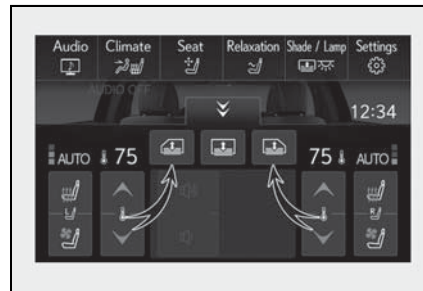 Audio Climate Seat Relaxation Shade / Lamp Settings
AUDIO OFF
12:34
AUTO 75 75 AUTO
L R